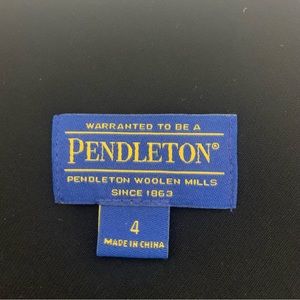 WARRANTED TO BE A
PENDLETON®
PENDLETON WOOLEN MILLS
SINCE 1863
4
MADE IN CHINA